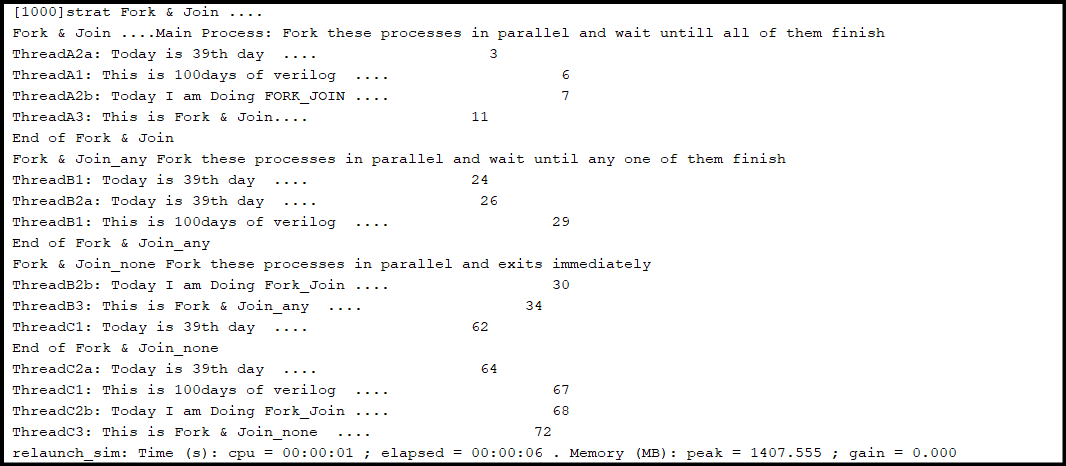 [1000]strat Fork & Join ....
Fork & Join ....Main Process: Fork these processes in parallel and wait untill all of them finish
ThreadA2a: Today is 39th day  ....                   3
ThreadA1: This is 100days of verilog  ....                   6
ThreadA2b: Today I am Doing FORK_JOIN ....                   7
ThreadA3: This is Fork & Join....                  11
End of Fork & Join
Fork & Join_any Fork these processes in parallel and wait until any one of them finish
ThreadB1: Today is 39th day  ....                  24
ThreadB2a: Today is 39th day  ....                  26
ThreadB1: This is 100days of verilog  ....                  29
End of Fork & Join_any
Fork & Join_none Fork these processes in parallel and exits immediately
ThreadB2b: Today I am Doing Fork_Join ....                  30
ThreadB3: This is Fork & Join_any  ....                  34
ThreadC1: Today is 39th day  ....                  62
End of Fork & Join_none
ThreadC2a: Today is 39th day  ....                  64
ThreadC1: This is 100days of verilog  ....                  67
ThreadC2b: Today I am Doing Fork_Join ....                  68
ThreadC3: This is Fork & Join_none  ....                  72
relaunch_sim: Time (s): cpu = 00:00:01 ; elapsed = 00:00:06 . Memory (MB): peak = 1407.555 ; gain = 0.000